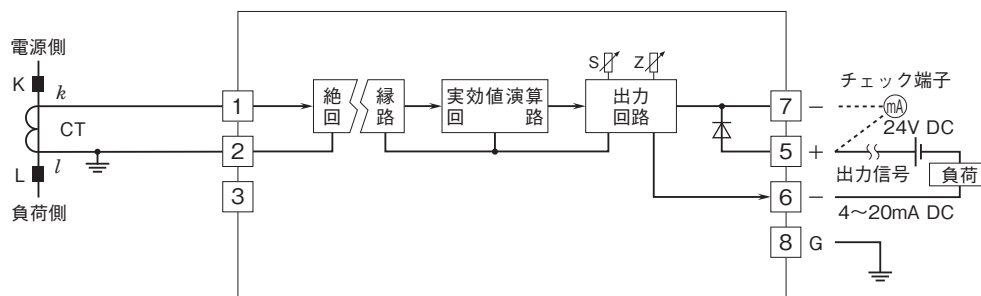 電源側
K
k
CT
l
L
負荷側
1
2
3
絶縁
回路
実効値演算
回路
S
Z
出力
回路
7
−
5
+
6
−
8
G
チェック端子
mA
24V DC
出力信号
負荷
4～20mA DC